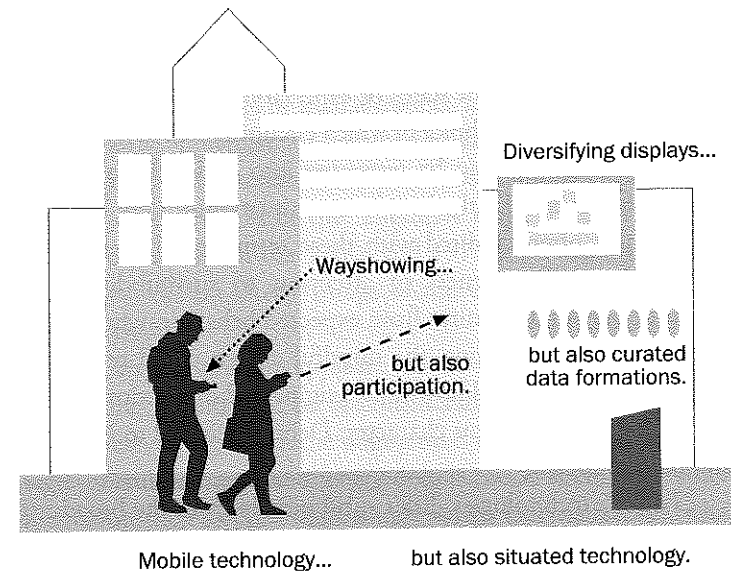 Diversifying displays...
Wayshowing...
but also
participation.
but also curated
data formations.
Mobile technology...
but also situated technology.